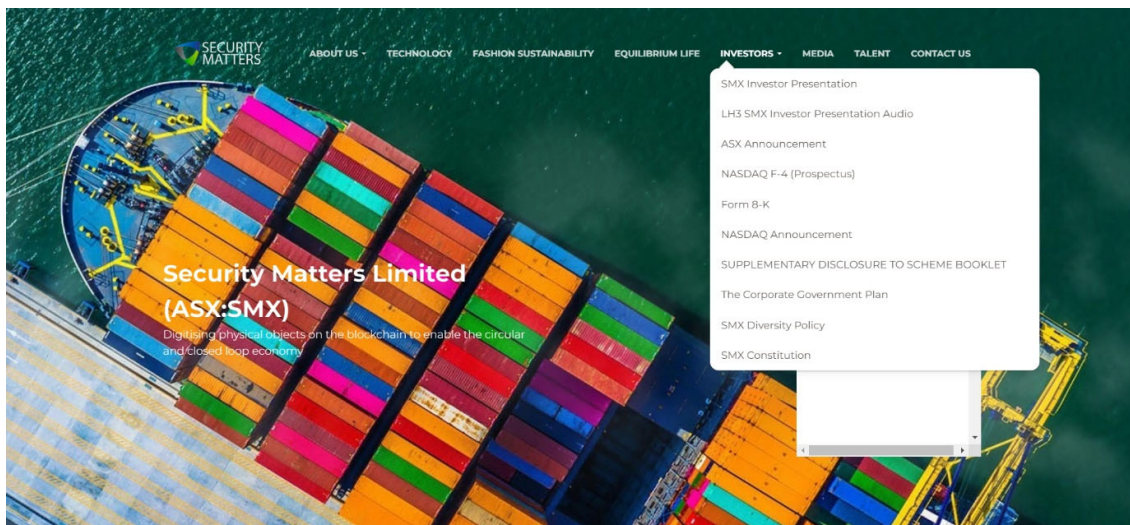 SECURITY
MATTERS
ABOUT US
TECHNOLOGY
FASHION SUSTAINABILITY
EQUILIBRIUM LIFE
INVESTORS
MEDIA
TALENT
CONTACT US
SMX Investor Presentation
LH3 SMX Investor Presentation Audio
ASX Announcement
NASDAQ F-4 (Prospectus)
Form 8-K
NASDAQ Announcement
SUPPLEMENTARY DISCLOSURE TO SCHEME BOOKLET
The Corporate Government Plan
SMX Diversity Policy
SMX Constitution
Security Matters Limited
(ASX:SMX)
Digitising physical objects on the blockchain to enable the circular
and closed loop economy